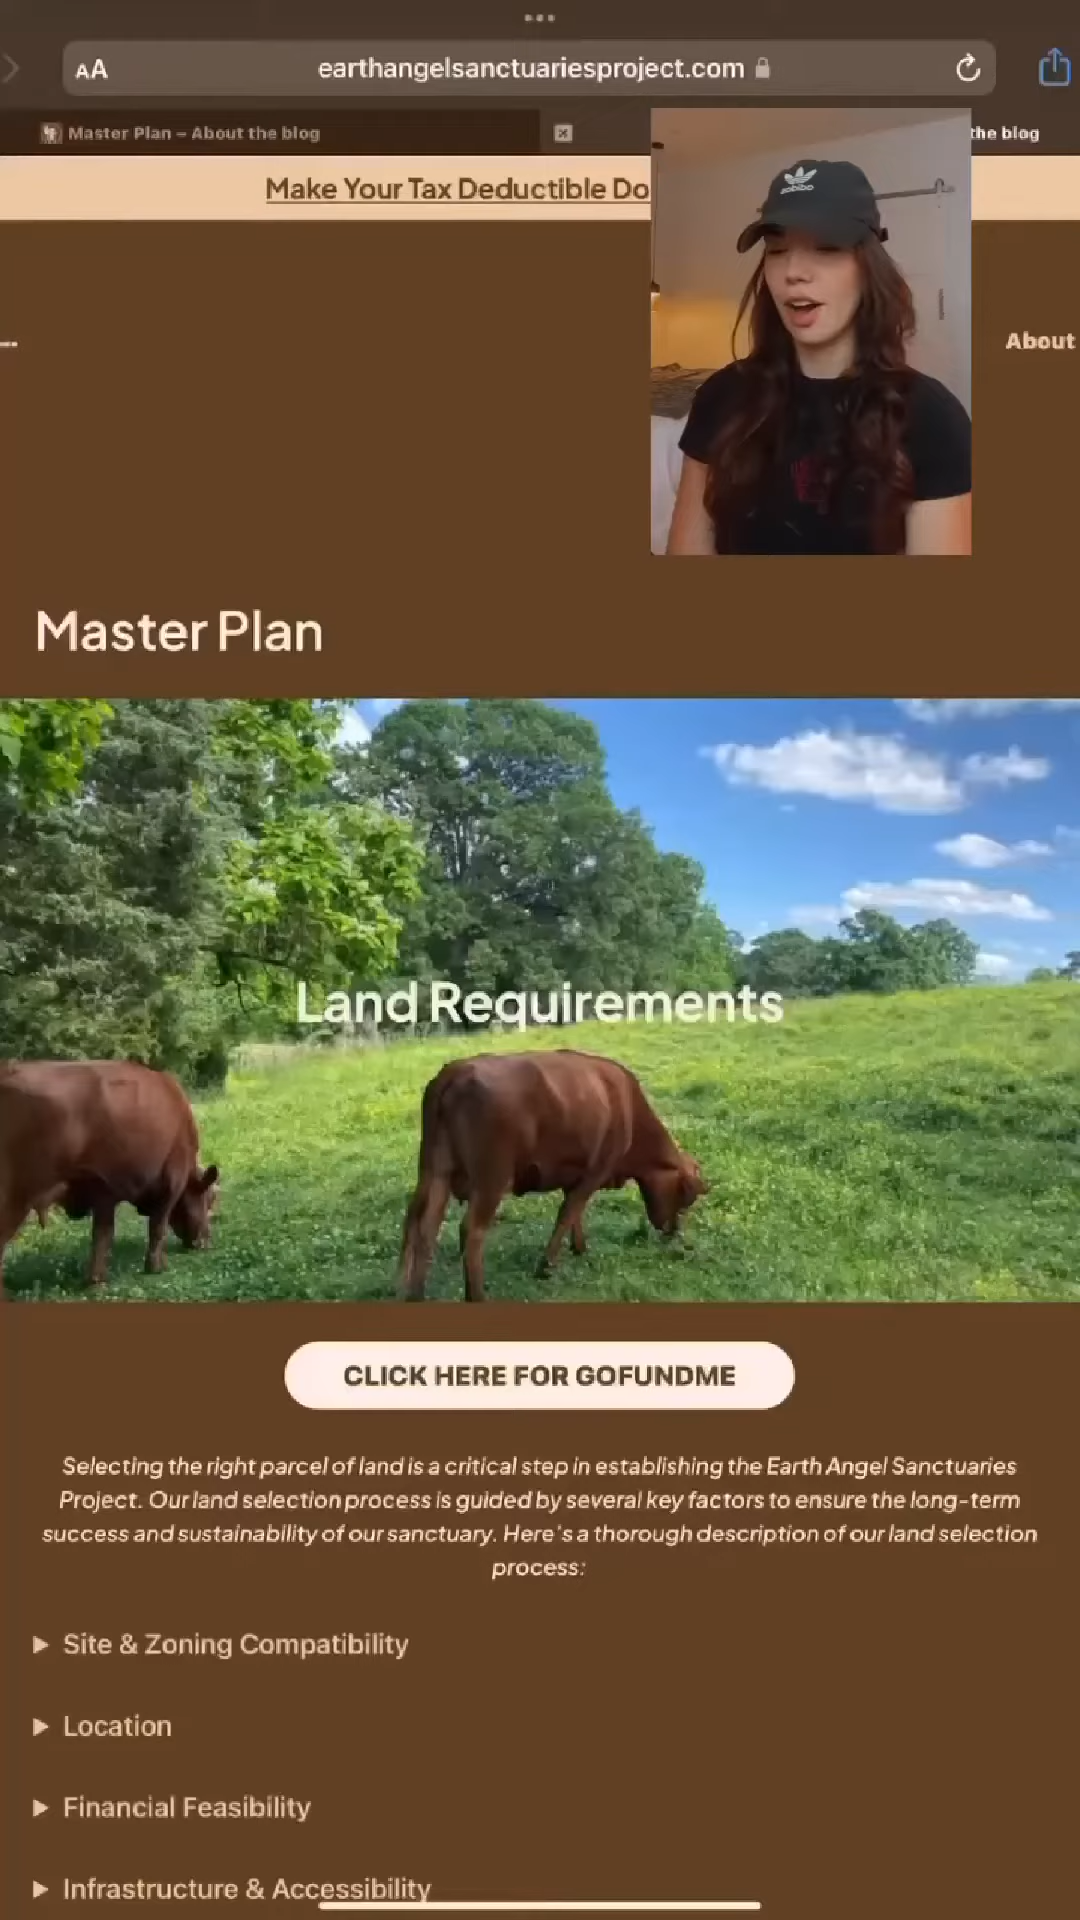 AA
earthangelsanctuariesproject.com
Master Plan – About the blog
the blog
Make Your Tax Deductible Do
adidas
About
Master Plan
Land Requirements
CLICK HERE FOR GOFUNDME
Selecting the right parcel of land is a critical step in establishing the Earth Angel Sanctuaries
Project. Our land selection process is guided by several key factors to ensure the long-term
success and sustainability of our sanctuary. Here's a thorough description of our land selection
process:
Site & Zoning Compatibility
Location
Financial Feasibility
Infrastructure & Accessibility